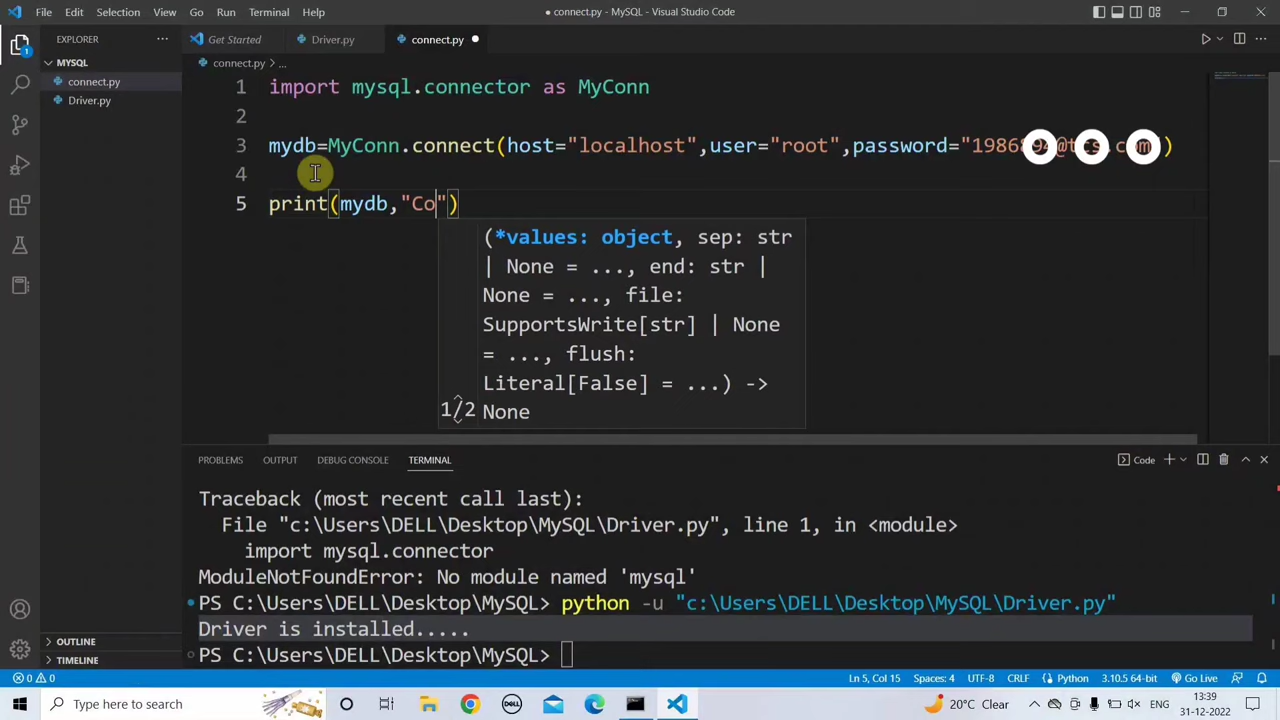 File Edit Selection View Go Run Terminal Help
● connect.py - MySQL - Visual Studio Code
EXPLORER ...
Get Started Driver.py connect.py ●
MYSQL
connect.py
Driver.py
connect.py > ...
1 import mysql.connector as MyConn
2
3 mydb=MyConn.connect(host="localhost",user="root",password=" )
4
5 print(mydb,"Co")
(*values: object, sep: str
| None = ..., end: str |
None = ..., file:
SupportsWrite[str] | None
= ..., flush:
Literal[False] = ...) ->
1/2 None
PROBLEMS OUTPUT DEBUG CONSOLE TERMINAL
Code
Traceback (most recent call last):
File "c:\Users\DELL\Desktop\MySQL\Driver.py", line 1, in <module>
import mysql.connector
ModuleNotFoundError: No module named 'mysql'
PS C:\Users\DELL\Desktop\MySQL> python -u "c:\Users\DELL\Desktop\MySQL\Driver.py"
Driver is installed.....
PS C:\Users\DELL\Desktop\MySQL>
OUTLINE
TIMELINE
0 0
Ln 5, Col 15 Spaces: 4 UTF-8 CRLF Python 3.10.5 64-bit Go Live
Type here to search
DELL
20°C Clear
13:39
31-12-2022
1